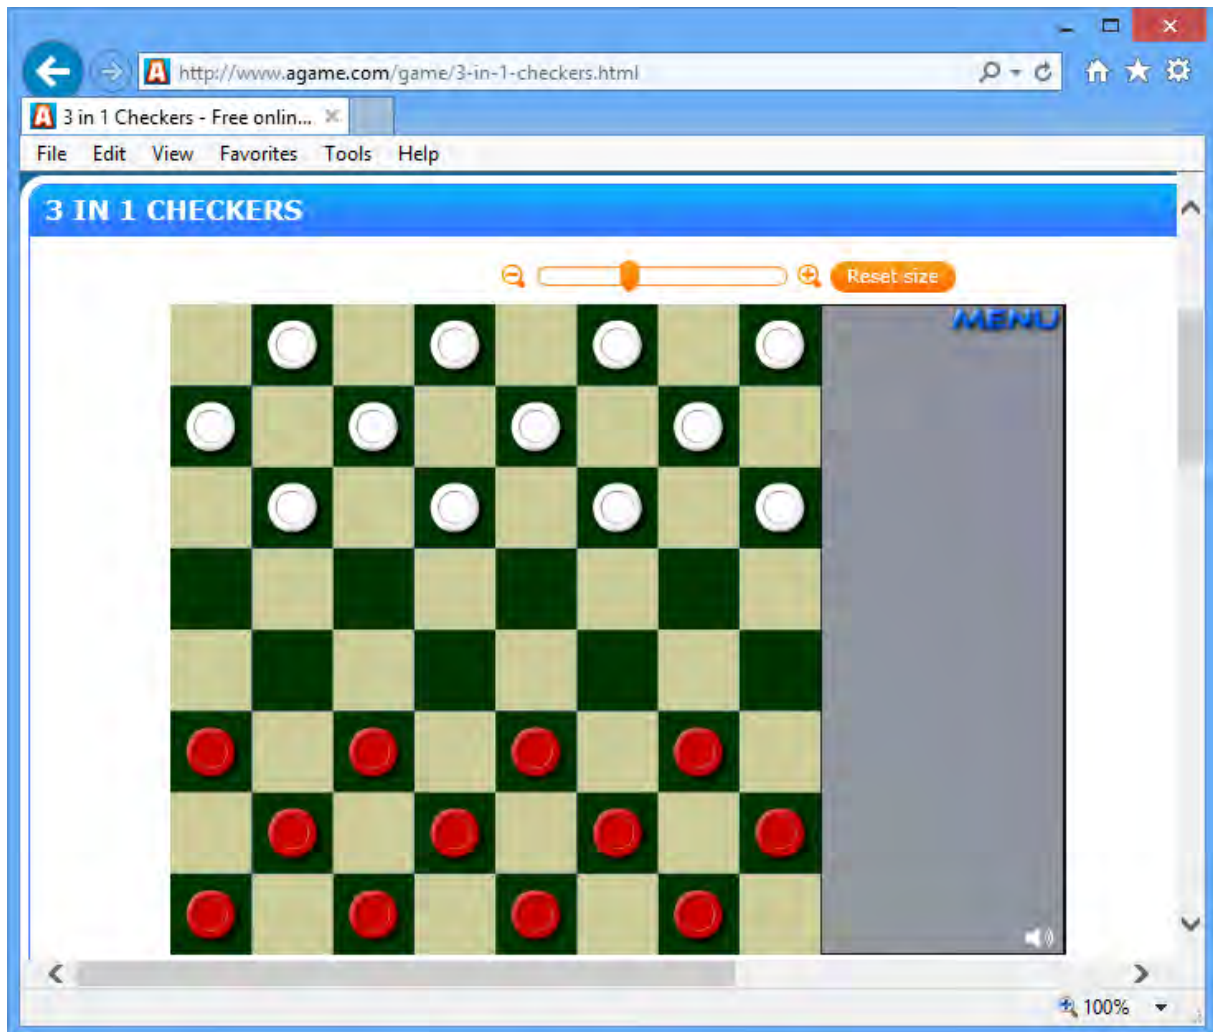 http://www.agame.com/game/3-in-1-checkers.html
3 in 1 Checkers - Free onlin...
File Edit View Favorites Tools Help
3 IN 1 CHECKERS
Reset size
MENU
100%